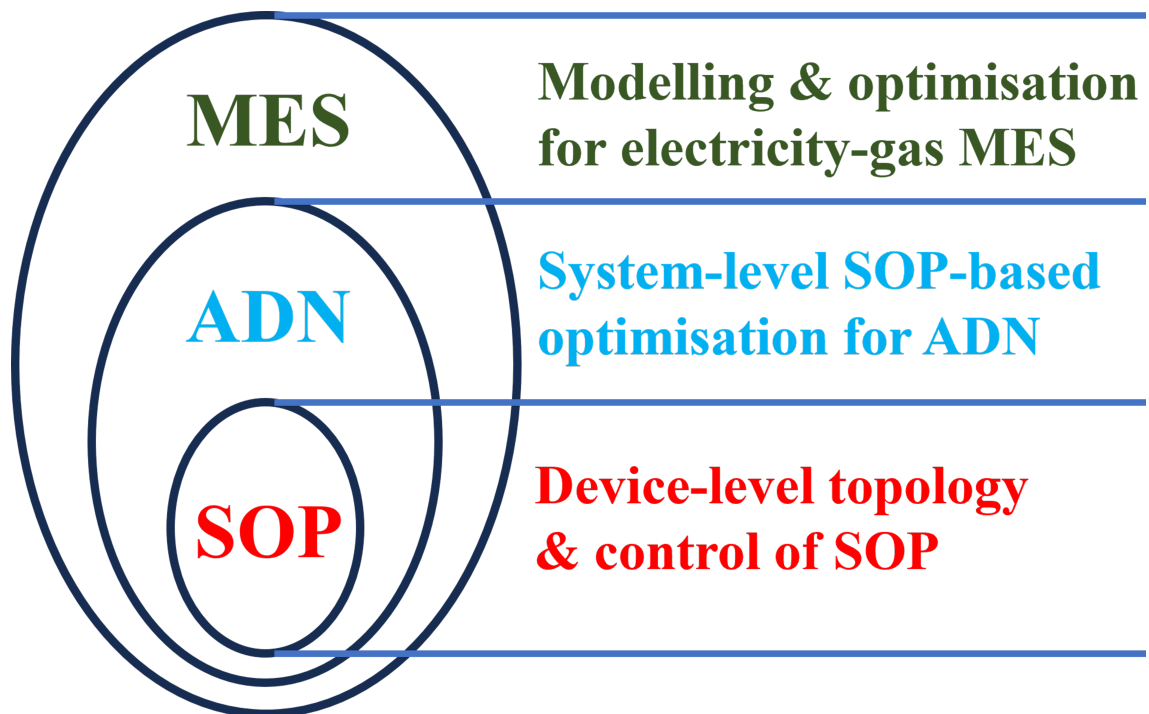 MES
Modelling & optimisation
for electricity-gas MES
ADN
System-level SOP-based
optimisation for ADN
SOP
Device-level topology
& control of SOP